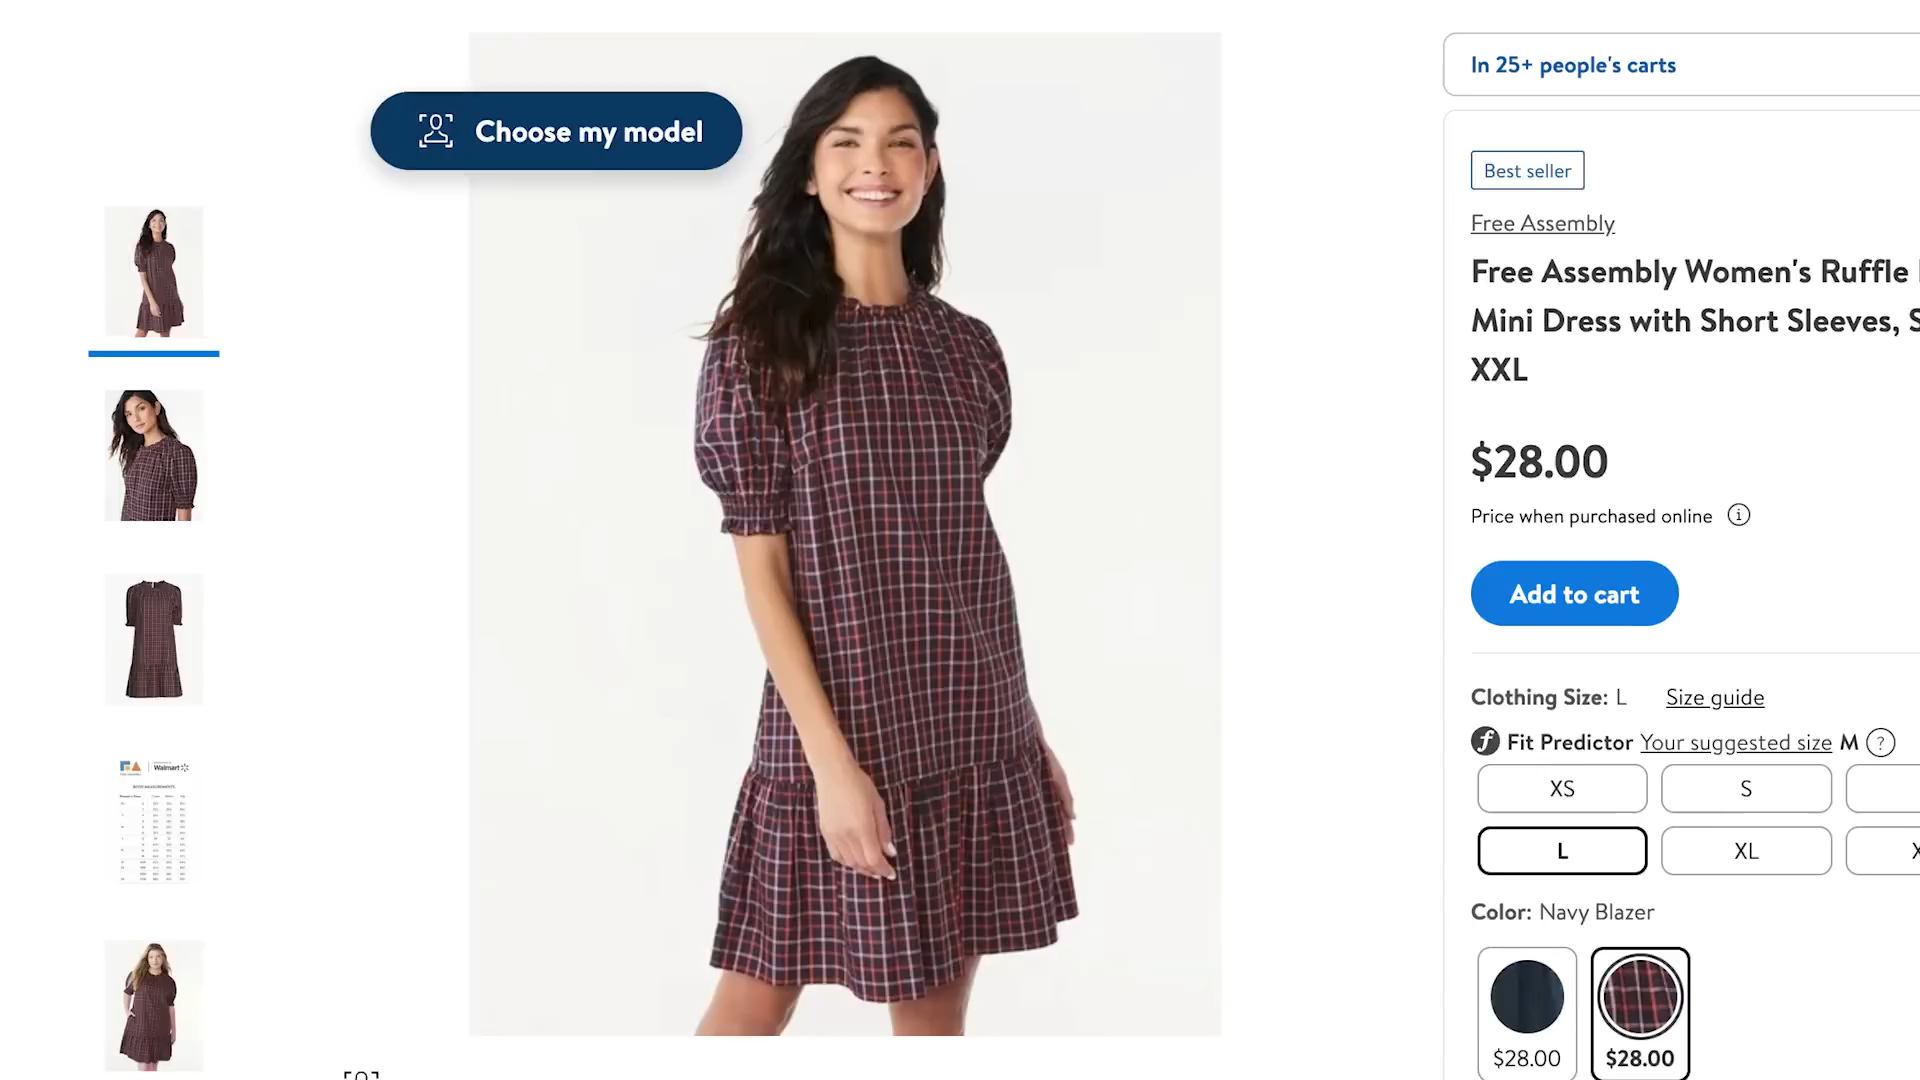 In 25+ people's carts
Choose my model
Best seller
Free Assembly
Free Assembly Women's Ruffle
Mini Dress with Short Sleeves,
XXL
$28.00
Price when purchased online
Add to cart
Clothing Size: L Size guide
Fit Predictor Your suggested size M ?
XS S
L XL
Color: Navy Blazer
$28.00 $28.00
Walmart